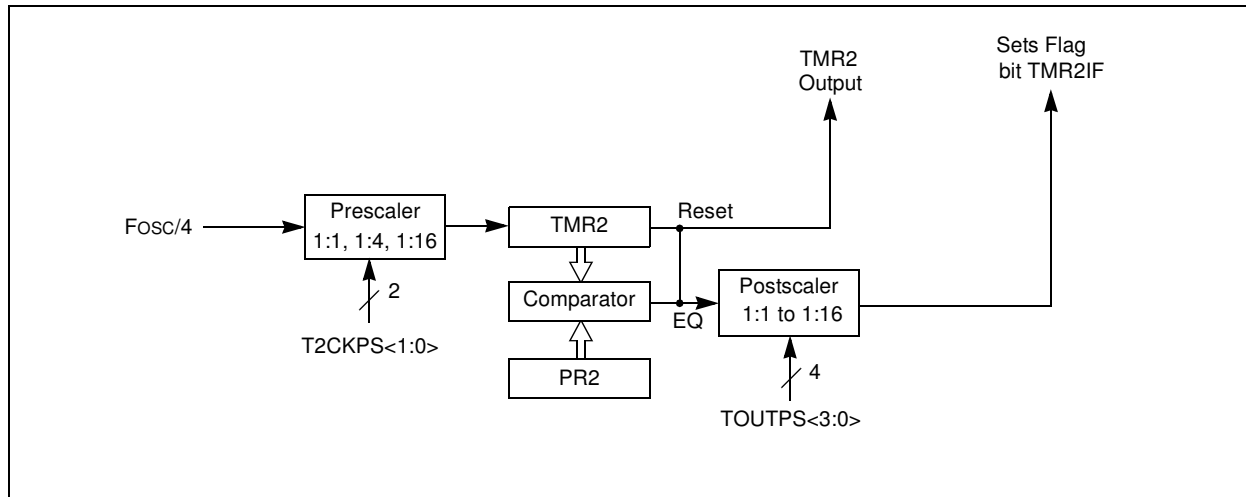 TMR2
Output
Sets Flag
bit TMR2IF
FOSC/4
Prescaler
1:1, 1:4, 1:16
2
T2CKPS<1:0>
TMR2
Reset
Comparator
EQ
PR2
Postscaler
1:1 to 1:16
4
TOUTPS<3:0>